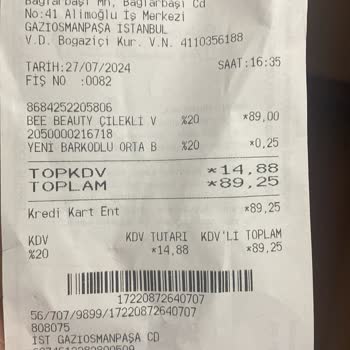 Bağlarbaşı Mh, Bağlarbaşı Cd
No:41 Alimoğlu İş Merkezi
GAZİOSMANPAŞA İSTANBUL
V.D. Bogaziçi Kur. V.N. 4110356188
TARİH:27/07/2024 SAAT:16:35
FİŞ NO :0082
8684252205806
BEE BEAUTY ÇİLEKLİ V %20 *89,00
2050000216718
YENİ BARKODLU ORTA B %20 *0,25
TOPKDV *14,88
TOPLAM *89,25
Kredi Kart Ent *89,25
KDV KDV TUTARI KDV'Lİ TOPLAM
%20 *14,88 *89,25
17220872640707
56/707/9899/17220872640707
808075
İST GAZİOSMANPAŞA CD